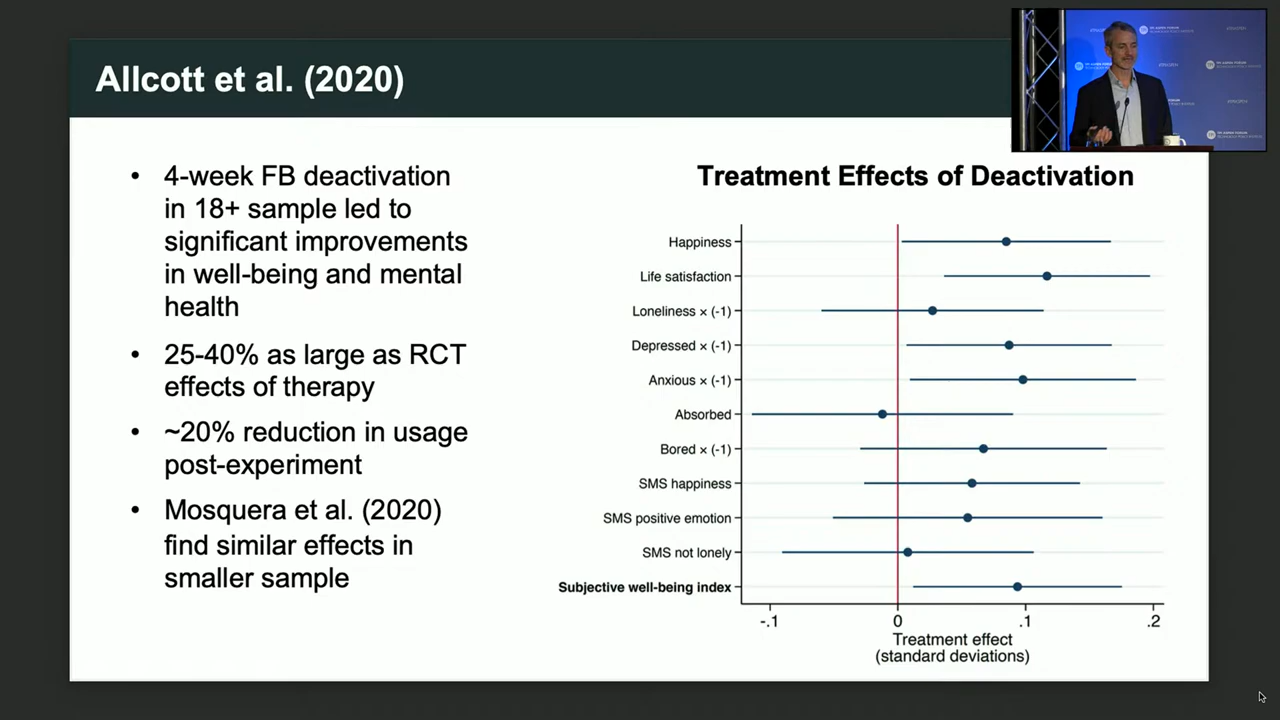 Allcott et al. (2020)
• 4-week FB deactivation
in 18+ sample led to
significant improvements
in well-being and mental
health
• 25-40% as large as RCT
effects of therapy
• ~20% reduction in usage
post-experiment
• Mosquera et al. (2020)
find similar effects in
smaller sample
Treatment Effects of Deactivation
Happiness
Life satisfaction
Loneliness × (-1)
Depressed × (-1)
Anxious × (-1)
Absorbed
Bored × (-1)
SMS happiness
SMS positive emotion
SMS not lonely
Subjective well-being index
-.1 0 .1 .2
Treatment effect
(standard deviations)